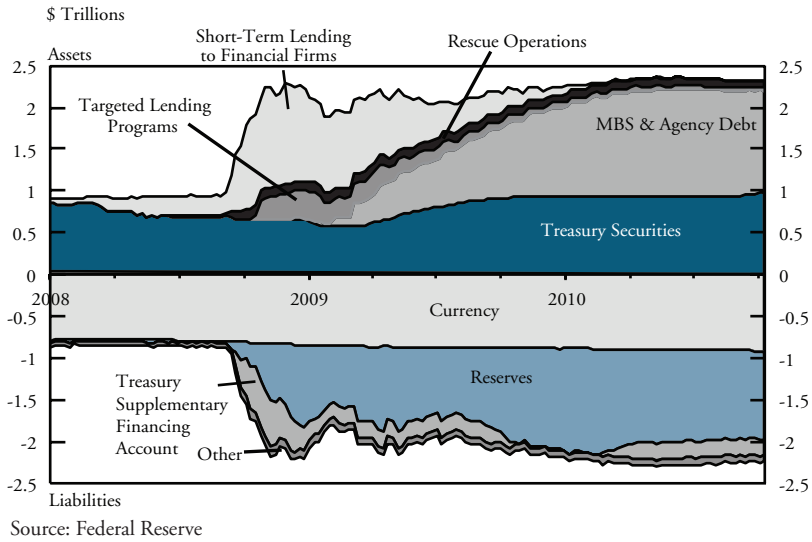 $ Trillions
Short-Term Lending
to Financial Firms
Rescue Operations
Assets
Targeted Lending
Programs
MBS & Agency Debt
Treasury Securities
2.5
2
1.5
1
0.5
0
-0.5
-1
-1.5
-2
-2.5
2.5
2
1.5
1
0.5
0
-0.5
-1
-1.5
-2
-2.5
2008
2009
2010
Currency
Reserves
Treasury
Supplementary
Financing
Account
Other
Liabilities
Source: Federal Reserve